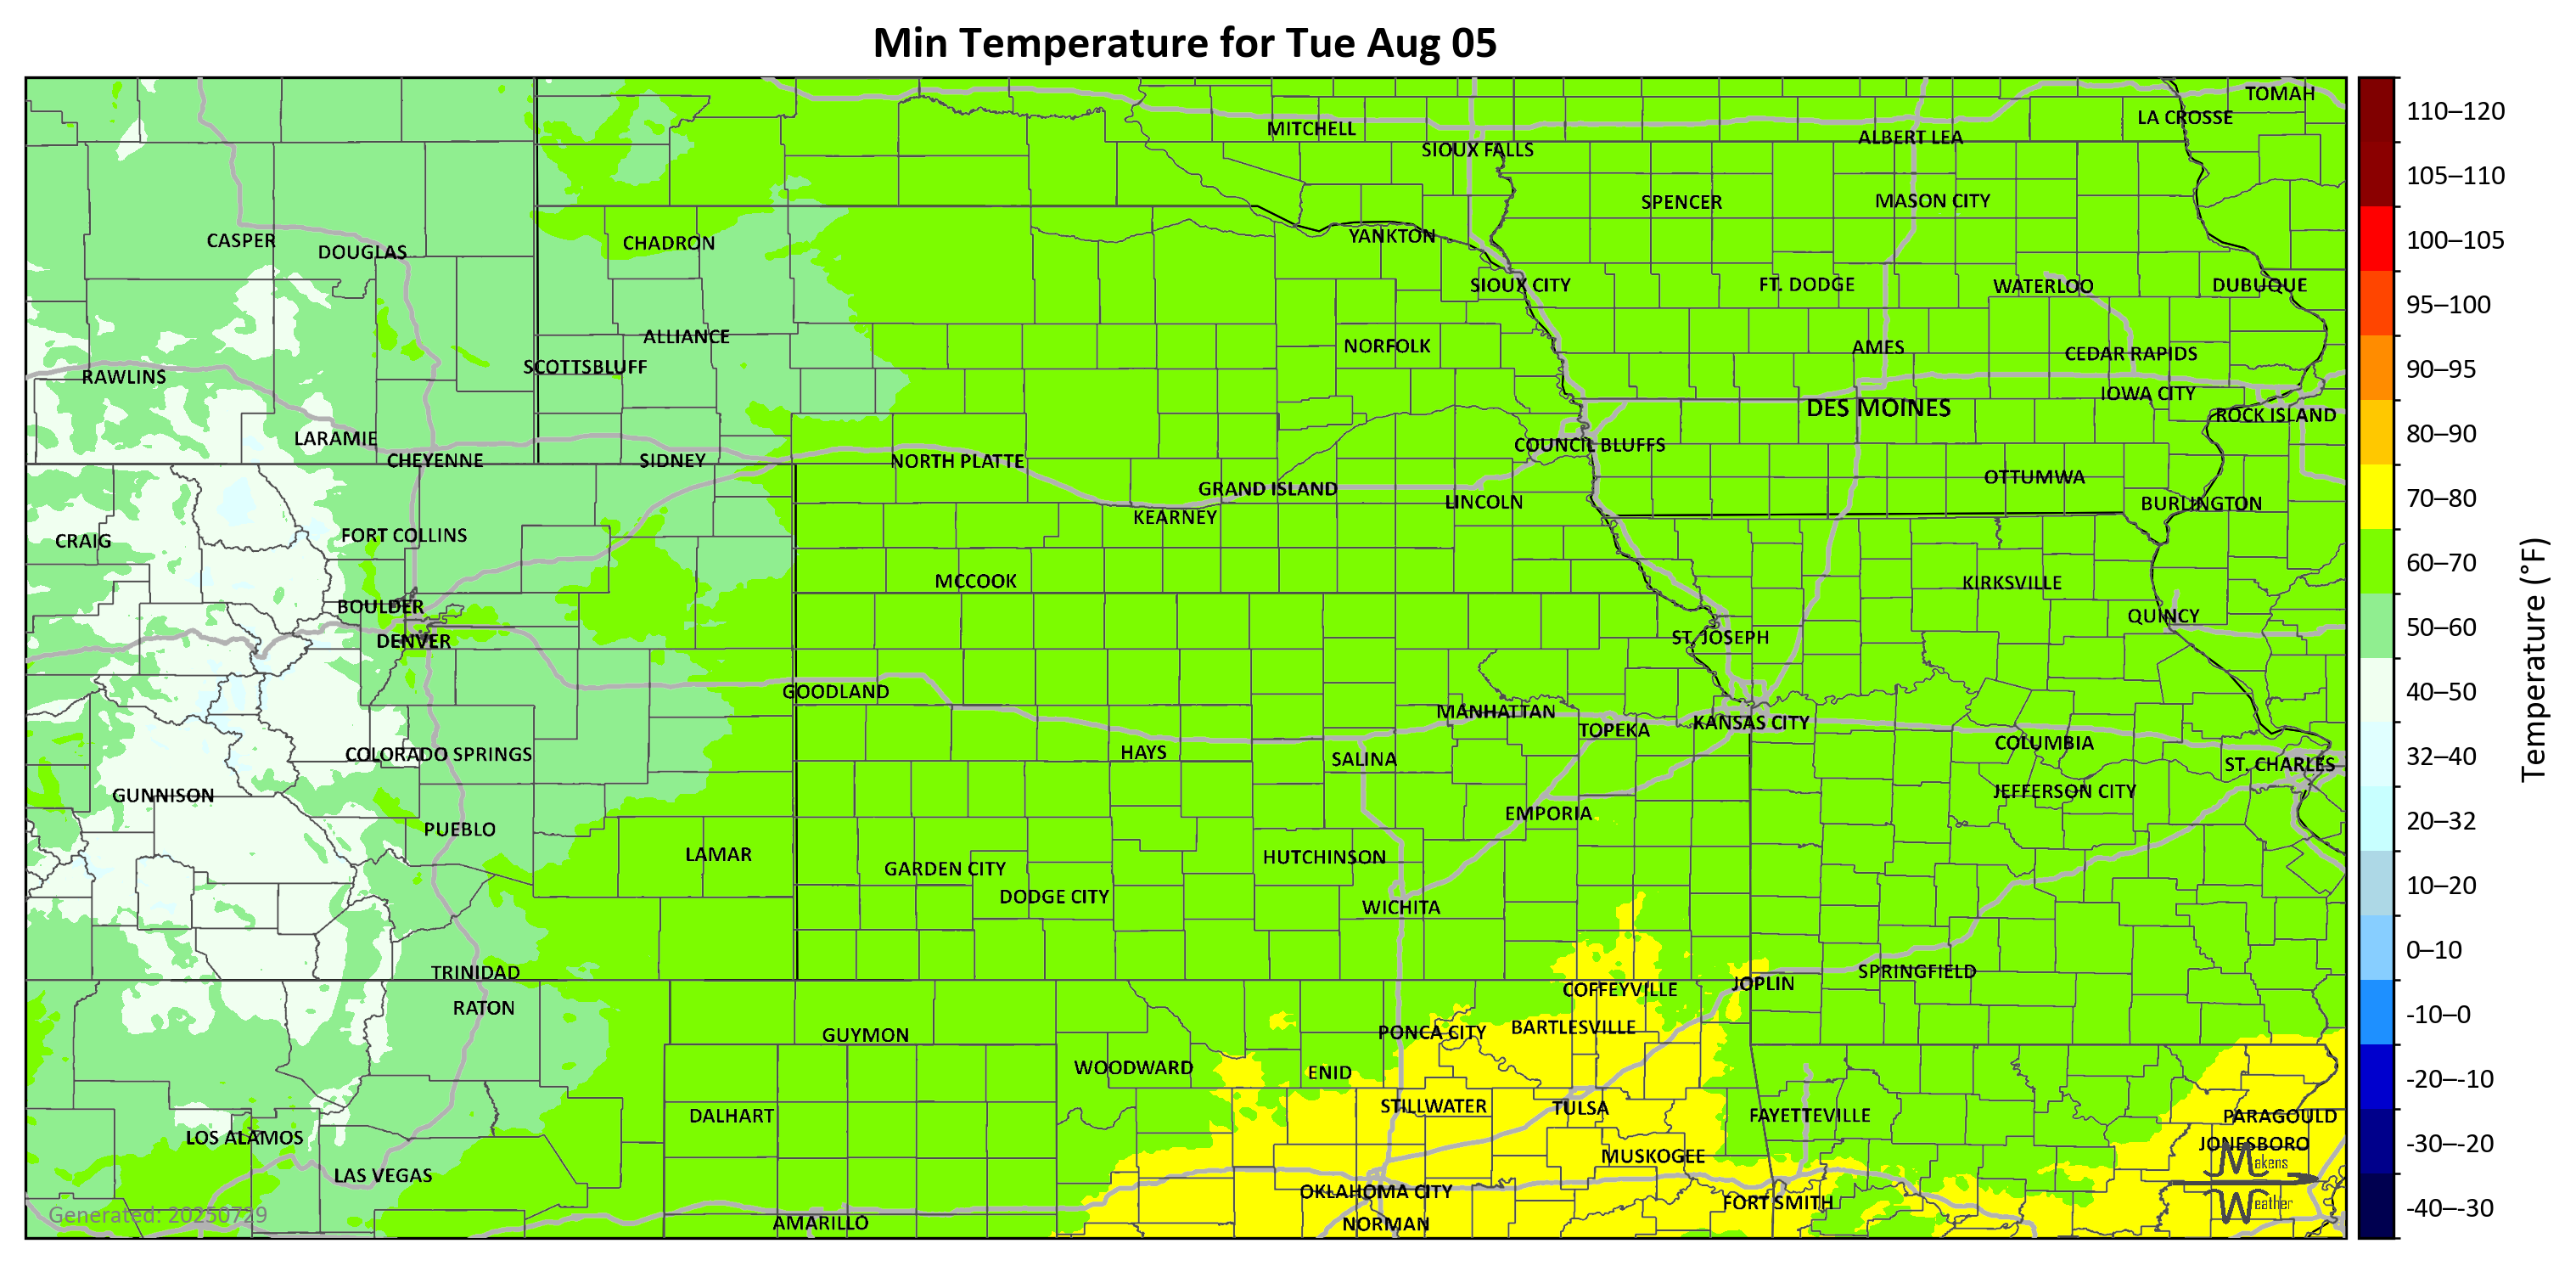 Min Temperature for Tue Aug 05
TOMAH
LA CROSSE
MITCHELL
ALBERT LEA
SIOUX FALLS
SPENCER
MASON CITY
CASPER
DOUGLAS
CHADRON
YANKTON
SIOUX CITY
FT. DODGE
WATERLOO
DUBUQUE
ALLIANCE
NORFOLK
AMES
CEDAR RAPIDS
SCOTTSBLUFF
RAWLINS
IOWA CITY
DES MOINES
ROCK ISLAND
LARAMIE
COUNCIL BLUFFS
CHEYENNE
SIDNEY
NORTH PLATTE
OTTUMWA
GRAND ISLAND
LINCOLN
BURLINGTON
KEARNEY
CRAIG
FORT COLLINS
MCCOOK
KIRKSVILLE
BOULDER
QUINCY
DENVER
ST. JOSEPH
GOODLAND
MANHATTAN
KANSAS CITY
TOPEKA
COLUMBIA
COLORADO SPRINGS
HAYS
SALINA
ST. CHARLES
GUNNISON
JEFFERSON CITY
EMPORIA
PUEBLO
LAMAR
HUTCHINSON
GARDEN CITY
DODGE CITY
WICHITA
TRINIDAD
SPRINGFIELD
JOPLIN
COFFEYVILLE
RATON
GUYMON
PONCA CITY
BARTLESVILLE
WOODWARD
ENID
STILLWATER
TULSA
DALHART
FAYETTEVILLE
PARAGOULD
LOS ALAMOS
JONESBORO
MUSKOGEE
LAS VEGAS
OKLAHOMA CITY
FORT SMITH
AMARILLO
NORMAN
Makens
Weather
Generated: 20250729
110–120
105–110
100–105
95–100
90–95
80–90
70–80
60–70
50–60
40–50
32–40
20–32
10–20
0–10
-10–0
-20–-10
-30–-20
-40–-30
Temperature (°F)